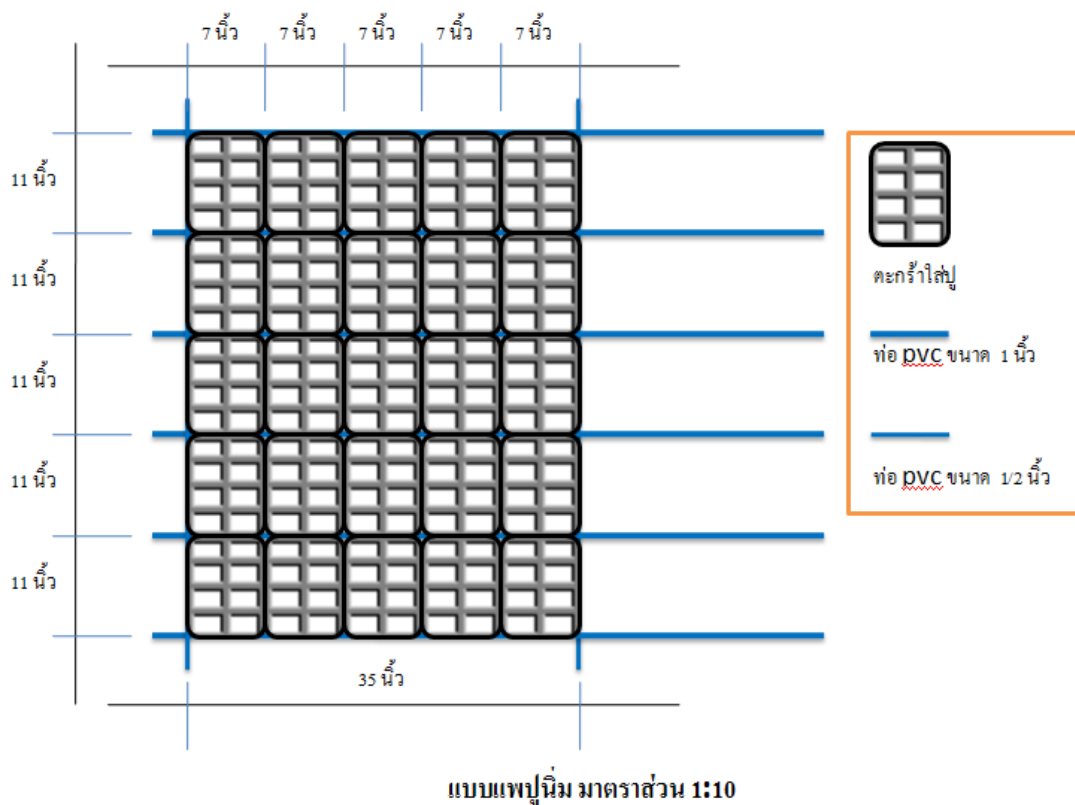 7 นิ้ว 7 นิ้ว 7 นิ้ว 7 นิ้ว 7 นิ้ว
11 นิ้ว
11 นิ้ว
11 นิ้ว
11 นิ้ว
11 นิ้ว
35 นิ้ว
ตะกร้าใส่ปู
ท่อ pvc ขนาด 1 นิ้ว
ท่อ pvc ขนาด 1/2 นิ้ว
แบบแพปูนิ่ม มาตราส่วน 1:10